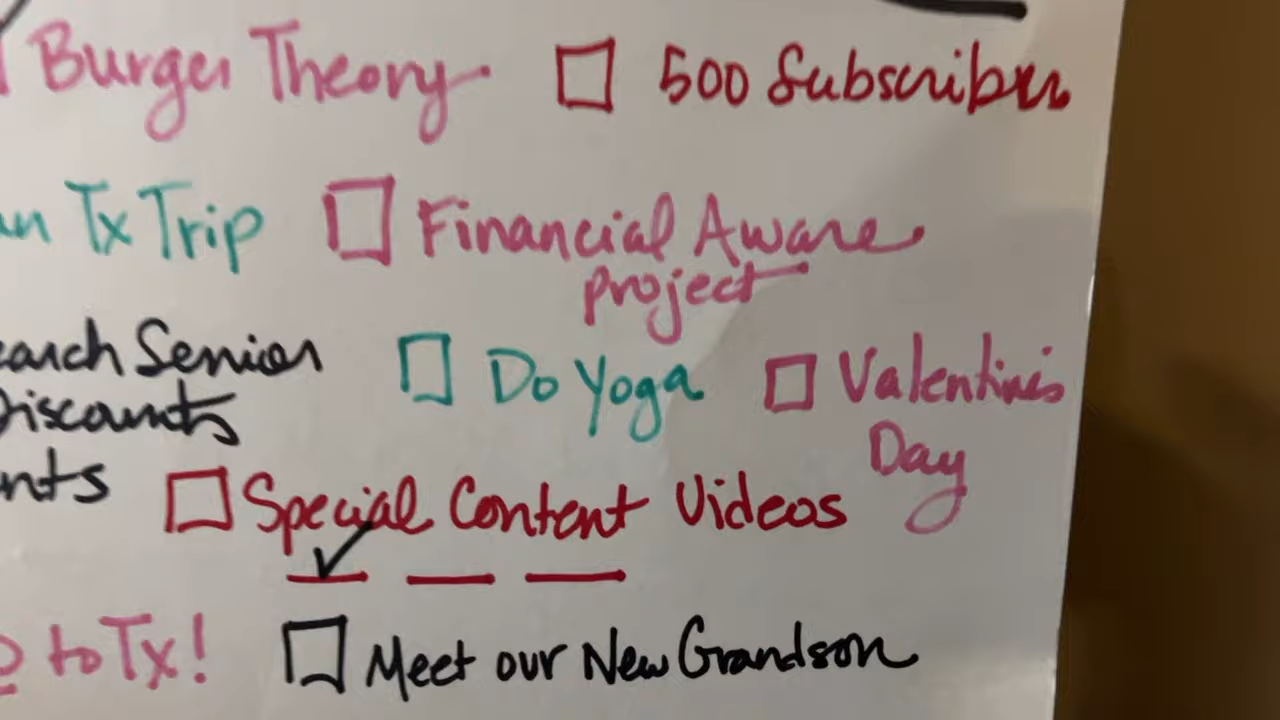 Burger Theory
500 Subscriber
Tx Trip
Financial Aware
project
Senior
Discounts
Do Yoga
Valentine's
Day
Special Content Videos
to Tx!
Meet our New Grandson